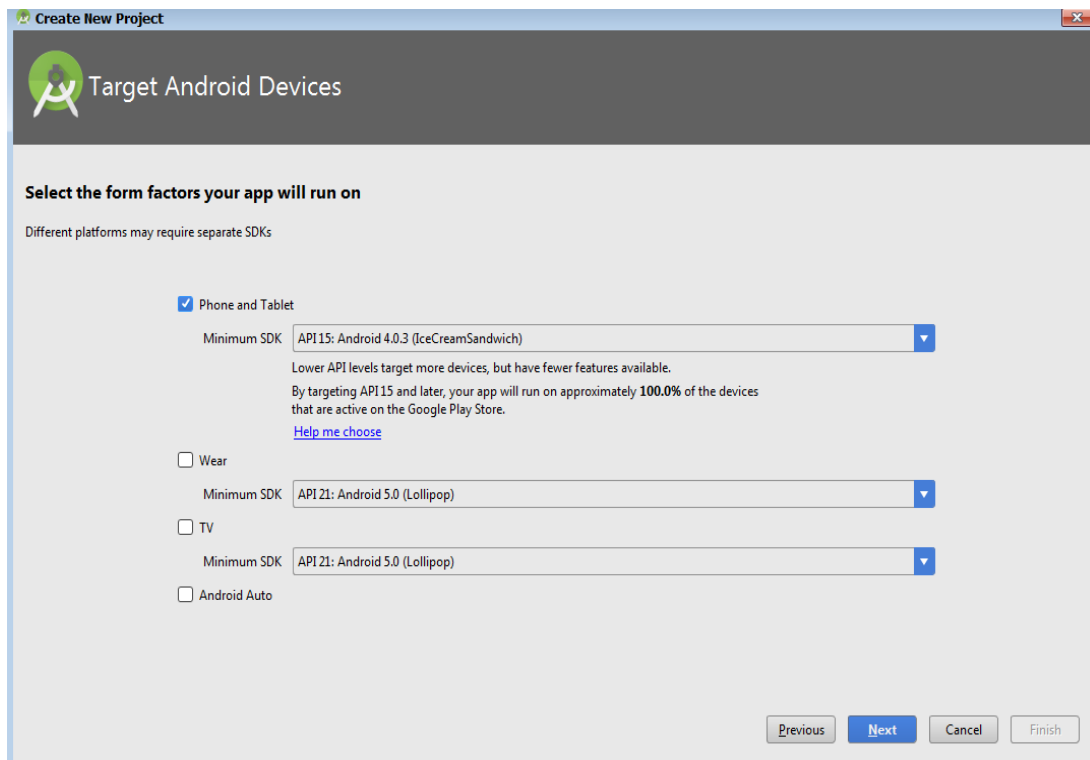 Create New Project
Target Android Devices
Select the form factors your app will run on
Different platforms may require separate SDKs
Phone and Tablet
Minimum SDK API 15: Android 4.0.3 (IceCreamSandwich)
Lower API levels target more devices, but have fewer features available.
By targeting API 15 and later, your app will run on approximately 100.0% of the devices
that are active on the Google Play Store.
Help me choose
Wear
Minimum SDK API 21: Android 5.0 (Lollipop)
TV
Minimum SDK API 21: Android 5.0 (Lollipop)
Android Auto
Previous Next Cancel Finish